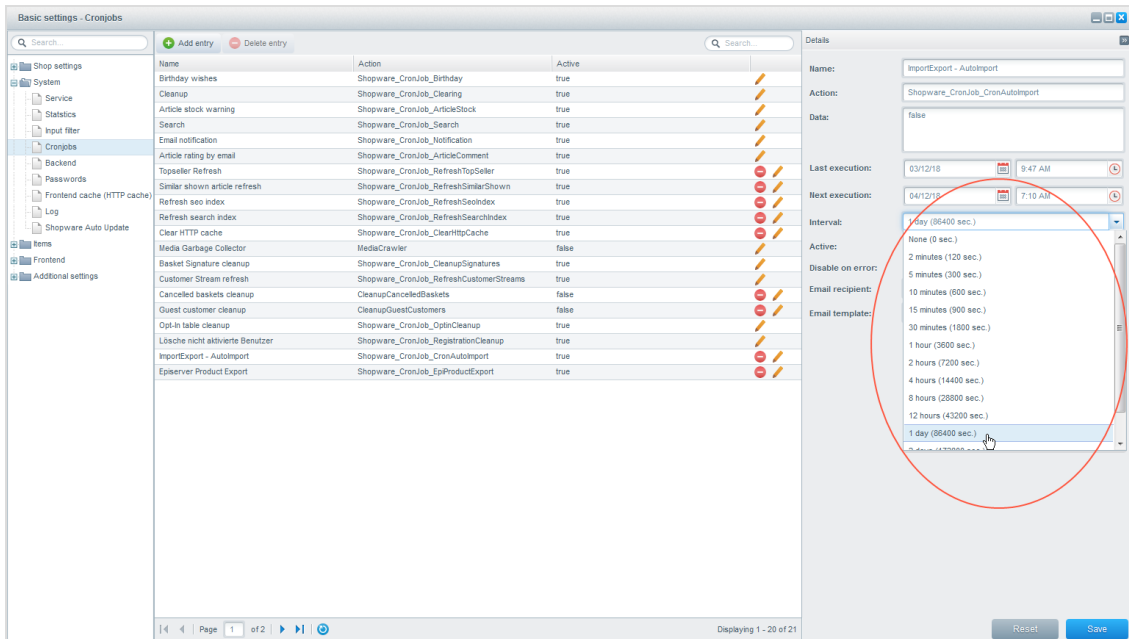 Basic settings - Cronjobs
Search...
Shop settings
System
Service
Statistics
Input filter
Cronjobs
Backend
Passwords
Frontend cache (HTTP cache)
Log
Shopware Auto Update
Items
Frontend
Additional settings
Add entry Delete entry Search...
Name Action Active
Birthday wishes Shopware_CronJob_Birthday true
Cleanup Shopware_CronJob_Clearing true
Article stock warning Shopware_CronJob_ArticleStock true
Search Shopware_CronJob_Search true
Email notification Shopware_CronJob_Notification true
Article rating by email Shopware_CronJob_ArticleComment true
Topseller Refresh Shopware_CronJob_RefreshTopSeller true
Similar shown article refresh Shopware_CronJob_RefreshSimilarShown true
Refresh seo index Shopware_CronJob_RefreshSeoIndex true
Refresh search index Shopware_CronJob_RefreshSearchIndex true
Clear HTTP cache Shopware_CronJob_ClearHttpCache true
Media Garbage Collector MediaCrawler false
Basket Signature cleanup Shopware_CronJob_CleanupSignatures true
Customer Stream refresh Shopware_CronJob_RefreshCustomerStreams true
Cancelled baskets cleanup CleanupCancelledBaskets false
Guest customer cleanup CleanupGuestCustomers false
Opt-In table cleanup Shopware_CronJob_OptinCleanup true
Lösche nicht aktivierte Benutzer Shopware_CronJob_RegistrationCleanup true
ImportExport - AutoImport Shopware_CronJob_CronAutoImport true
Episerver Product Export Shopware_CronJob_EpiProductExport true
Page 1 of 2 Displaying 1 - 20 of 21
Details
Name: ImportExport - AutoImport
Action: Shopware_CronJob_CronAutoImport
Data: false
Last execution: 03/12/18 9:47 AM
Next execution: 04/12/18 7:10 AM
Interval: 1 day (86400 sec.)
Active:
Disable on error:
Email recipient:
Email template:
None (0 sec.)
2 minutes (120 sec.)
5 minutes (300 sec.)
10 minutes (600 sec.)
15 minutes (900 sec.)
30 minutes (1800 sec.)
1 hour (3600 sec.)
2 hours (7200 sec.)
4 hours (14400 sec.)
8 hours (28800 sec.)
12 hours (43200 sec.)
1 day (86400 sec.)
2 days (172800 sec.)
Reset Save